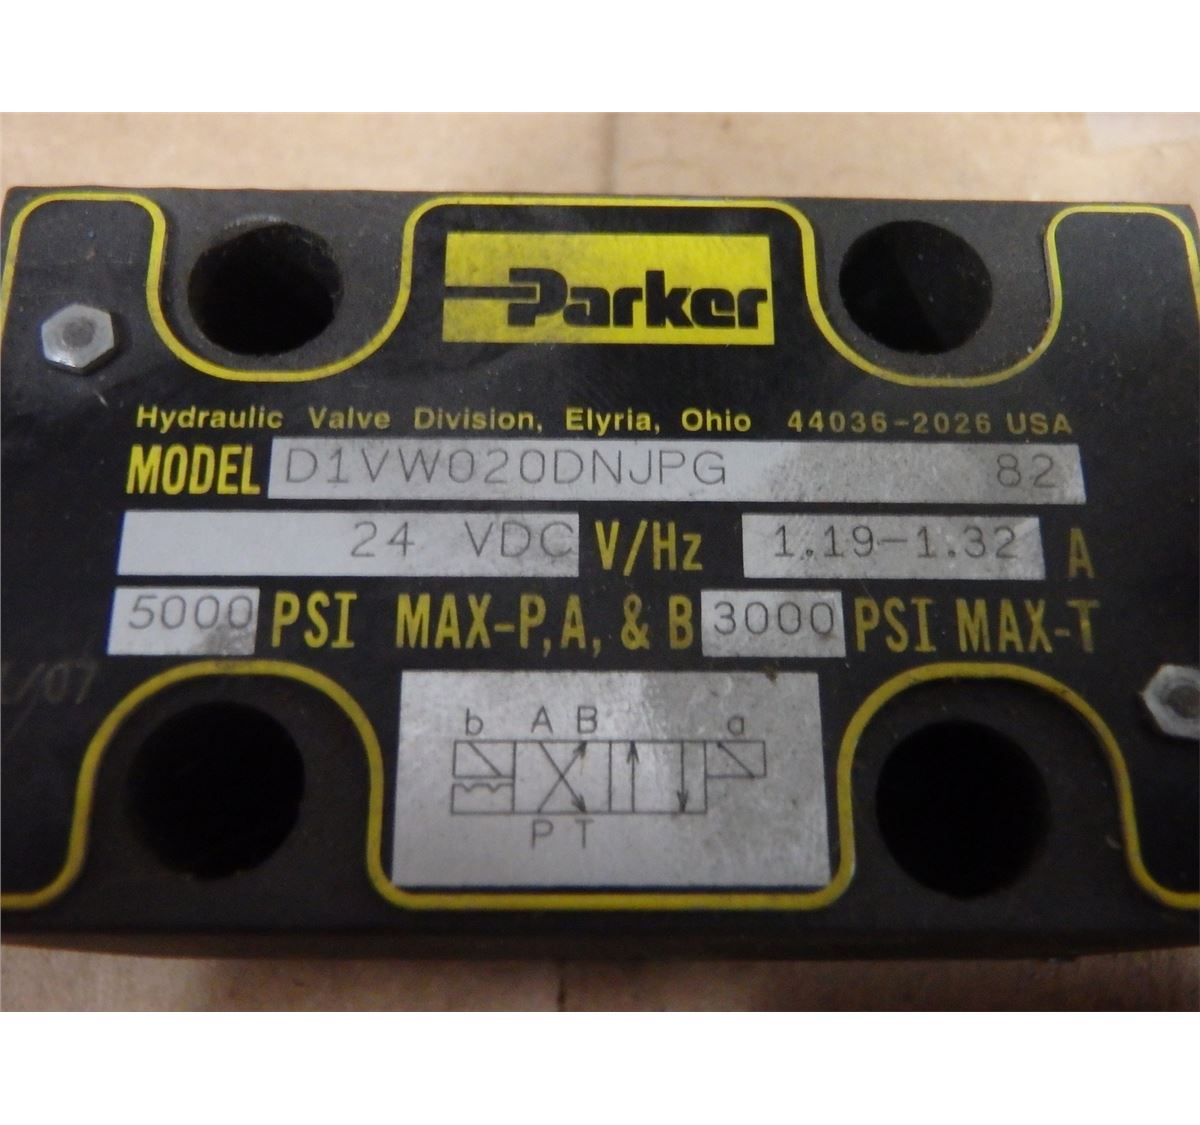 Parker
Hydraulic Valve Division, Elyria, Ohio 44036-2026 USA
MODEL D1VW020DNJPG 82
24 VDC V/Hz 1.19-1.32 A
5000 PSI MAX-P,A, & B 3000 PSI MAX-T
/07
b A B a
P T